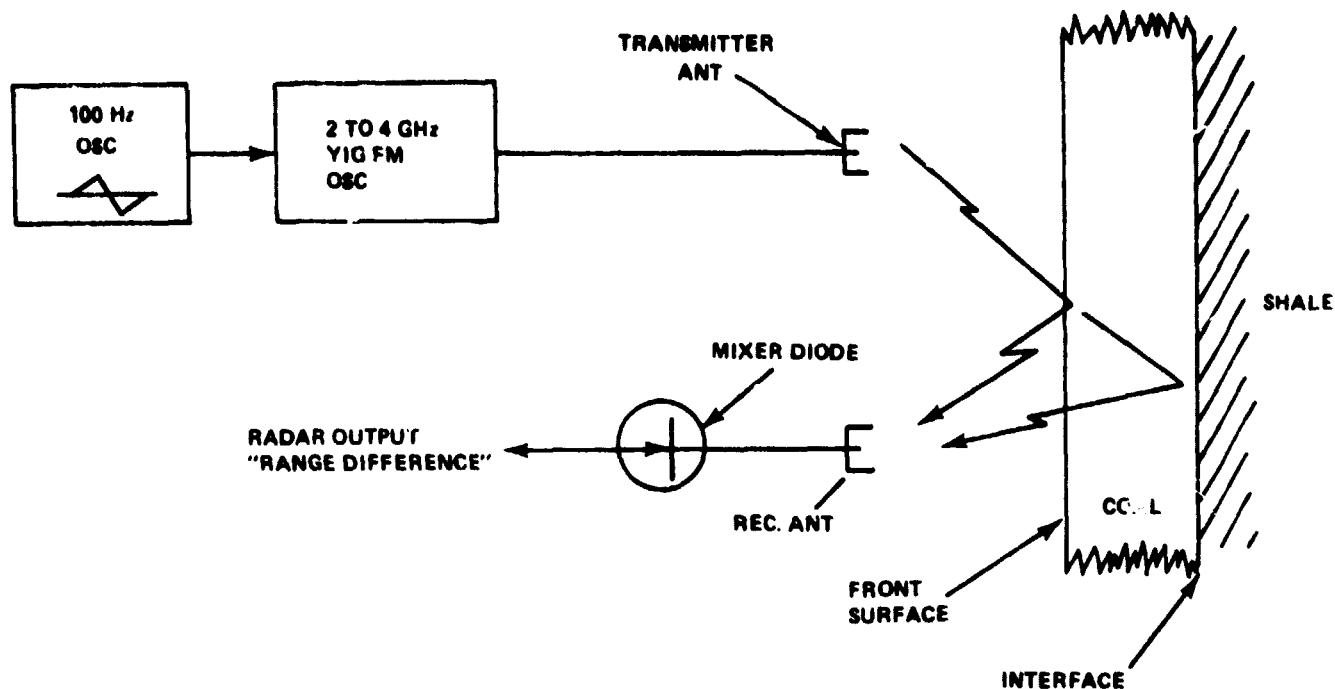 TRANSMITTER
ANT
100 Hz
OSC
2 TO 4 GHz
YIG FM
OSC
SHALE
MIXER DIODE
RADAR OUTPUT
"RANGE DIFFERENCE"
REC. ANT
FRONT
SURFACE
INTERFACE